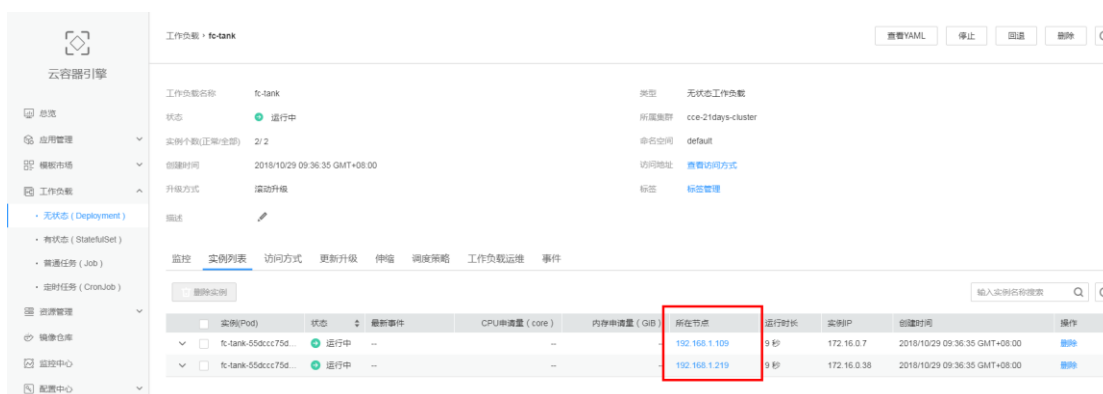 云容器引擎
总览
应用管理
模板市场
工作负载
无状态（Deployment）
有状态（StatefulSet）
普通任务（Job）
定时任务（CronJob）
资源管理
镜像仓库
监控中心
配置中心
工作负载 fc-tank
查看YAML 停止 回退 删除
工作负载名称 fc-tank 类型 无状态工作负载
状态 运行中 所属集群 cce-21days-cluster
实例个数(正常/全部) 2/ 2 命名空间 default
创建时间 2018/10/29 09:36:35 GMT+08:00 访问地址 查看访问方式
升级方式 滚动升级 标签 标签管理
描述
监控 实例列表 访问方式 更新升级 伸缩 调度策略 工作负载运维 事件
删除实例 输入实例名称搜索
实例(Pod) 状态 最新事件 CPU申请量（core） 内存申请量（GiB） 所在节点 运行时长 实例IP 创建时间 操作
fc-tank-55dccc75d... 运行中 -- -- -- 192.168.1.109 9 秒 172.16.0.7 2018/10/29 09:36:35 GMT+08:00 删除
fc-tank-55dccc75d... 运行中 -- -- -- 192.168.1.219 9 秒 172.16.0.38 2018/10/29 09:36:35 GMT+08:00 删除